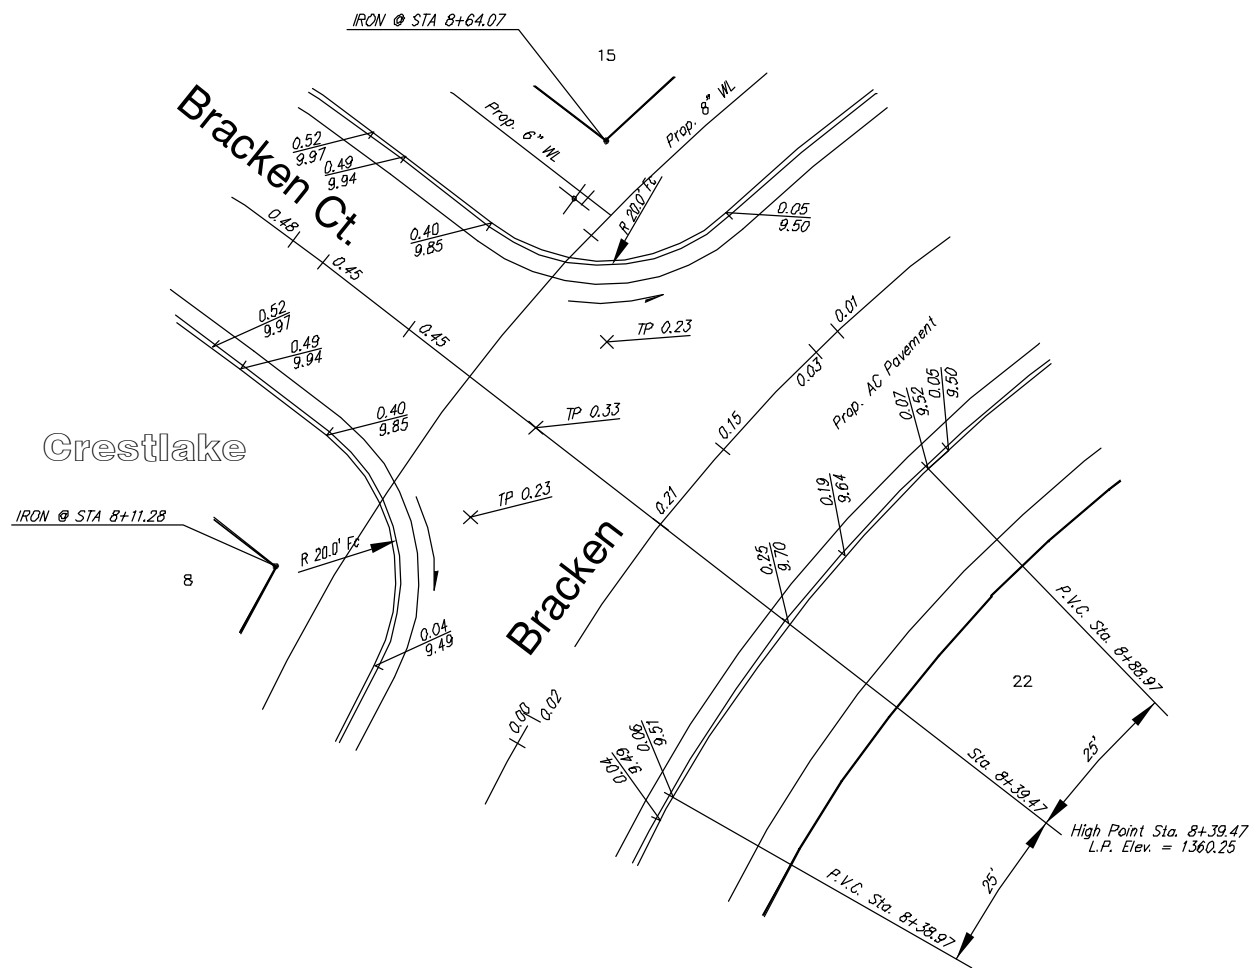 IRON @ STA 8+64.07
15
Prop. 6" WL
Prop. 8" WL
Bracken Ct.
0.52
9.97
0.49
9.94
0.40
9.85
R 20.0' Fc
0.05
9.50
0.48
0.45
0.45
TP 0.23
0.01
0.03
Prop. AC Pavement
0.52
9.97
0.49
9.94
0.40
9.85
TP 0.33
0.15
0.07
9.52
0.05
9.50
Crestlake
TP 0.23
0.21
0.19
9.64
0.25
9.70
IRON @ STA 8+11.28
R 20.0' Fc
8
Bracken
0.04
9.49
P.V.C. Sta. 8+88.97
22
0.00
0.02
9.51
0.06
9.49
0.04
25'
Sta. 8+39.47
High Point Sta. 8+39.47
L.P. Elev. = 1360.25
25'
P.V.C. Sta. 8+38.97